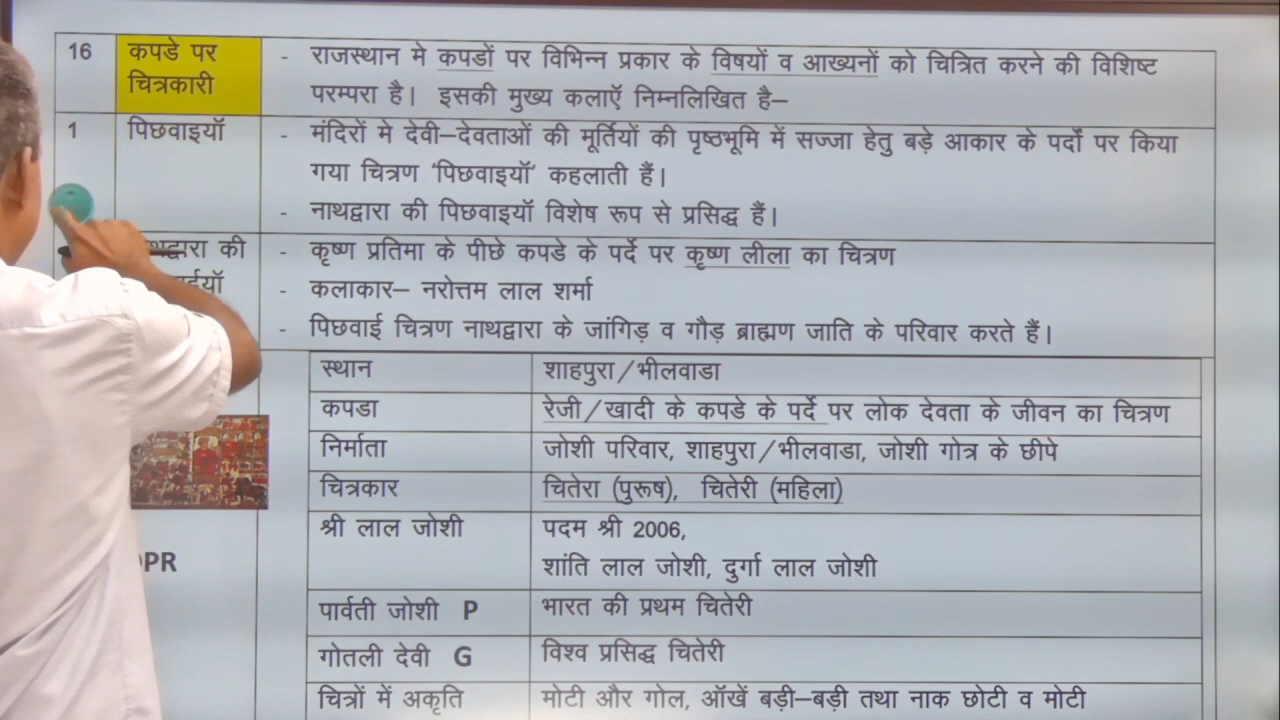 16 कपडे पर चित्रकारी - राजस्थान मे कपडों पर विभिन्न प्रकार के विषयों व आख्यनों को चित्रित करने की विशिष्ट
परम्परा है। इसकी मुख्य कलाऍ निम्नलिखित है–
1 पिछवाइयॉ - मंदिरों मे देवी–देवताओं की मूर्तियों की पृष्ठभूमि में सज्जा हेतु बड़े आकार के पर्दों पर किया
गया चित्रण ‘पिछवाइयॉ’ कहलाती हैं।
- नाथद्वारा की पिछवाइयॉ विशेष रूप से प्रसिद्ध हैं।
की - कृष्ण प्रतिमा के पीछे कपडे के पर्दे पर कृष्ण लीला का चित्रण
- कलाकार– नरोत्तम लाल शर्मा
- पिछवाई चित्रण नाथद्वारा के जांगिड़ व गौड़ ब्राह्मण जाति के परिवार करते हैं।
स्थान शाहपुरा/भीलवाडा
कपडा रेजी/खादी के कपडे के पर्दे पर लोक देवता के जीवन का चित्रण
निर्माता जोशी परिवार, शाहपुरा/भीलवाडा, जोशी गोत्र के छीपे
चित्रकार चितेरा (पुरूष), चितेरी (महिला)
श्री लाल जोशी पदम श्री 2006,
शांति लाल जोशी, दुर्गा लाल जोशी
PR
पार्वती जोशी P भारत की प्रथम चितेरी
गोतली देवी G विश्व प्रसिद्ध चितेरी
चित्रों में अकृति मोटी और गोल, ऑखें बड़ी–बड़ी तथा नाक छोटी व मोटी